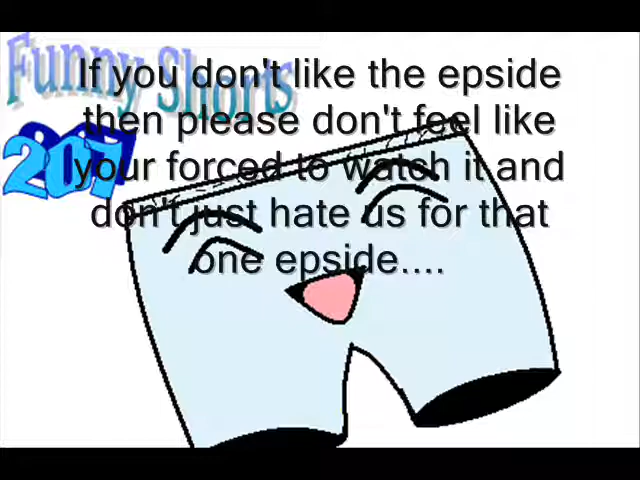 Funny Shorts
207
If you don't like the epside
then please don't feel like
your forced to watch it and
don't just hate us for that
one epside....